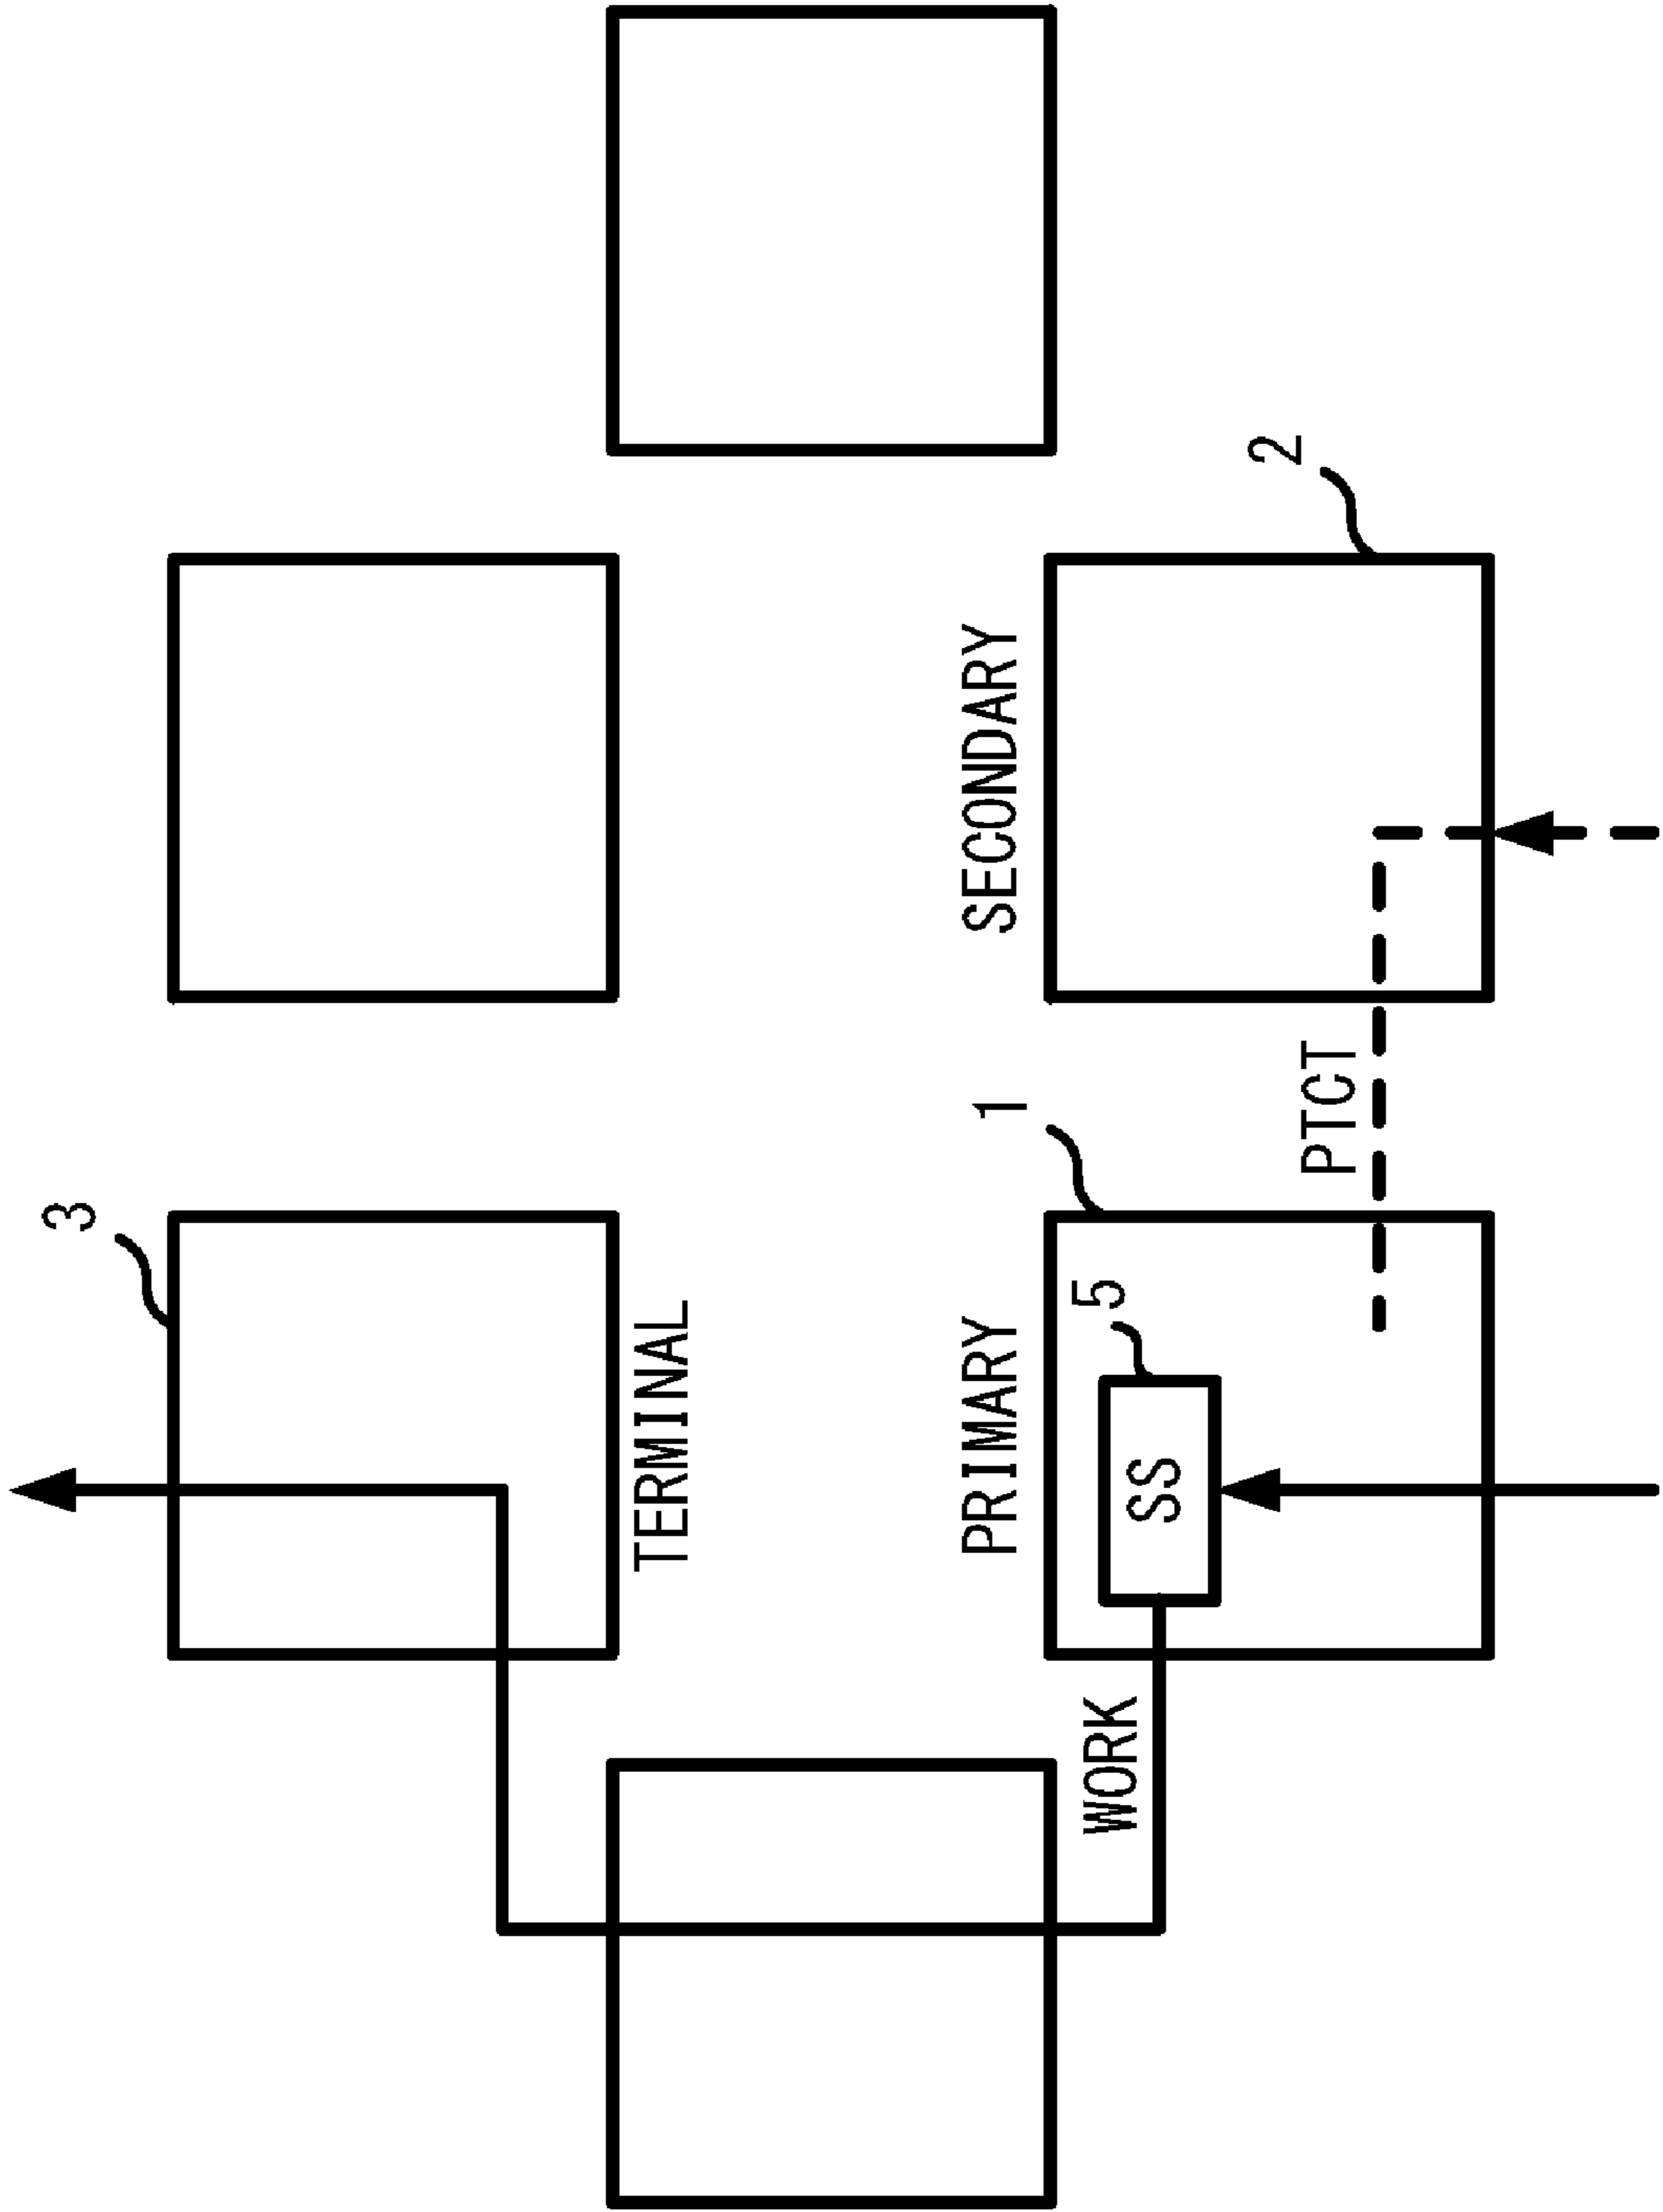 3
TERMINAL
1
PRIMARY
5
SS
WORK
PTCT
SECONDARY
2